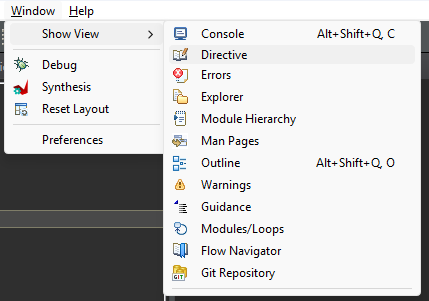 Window Help
Show View
Debug
Synthesis
Reset Layout
Preferences
Console Alt+Shift+Q, C
Directive
Errors
Explorer
Module Hierarchy
Man Pages
Outline Alt+Shift+Q, O
Warnings
Guidance
Modules/Loops
Flow Navigator
GIT Git Repository